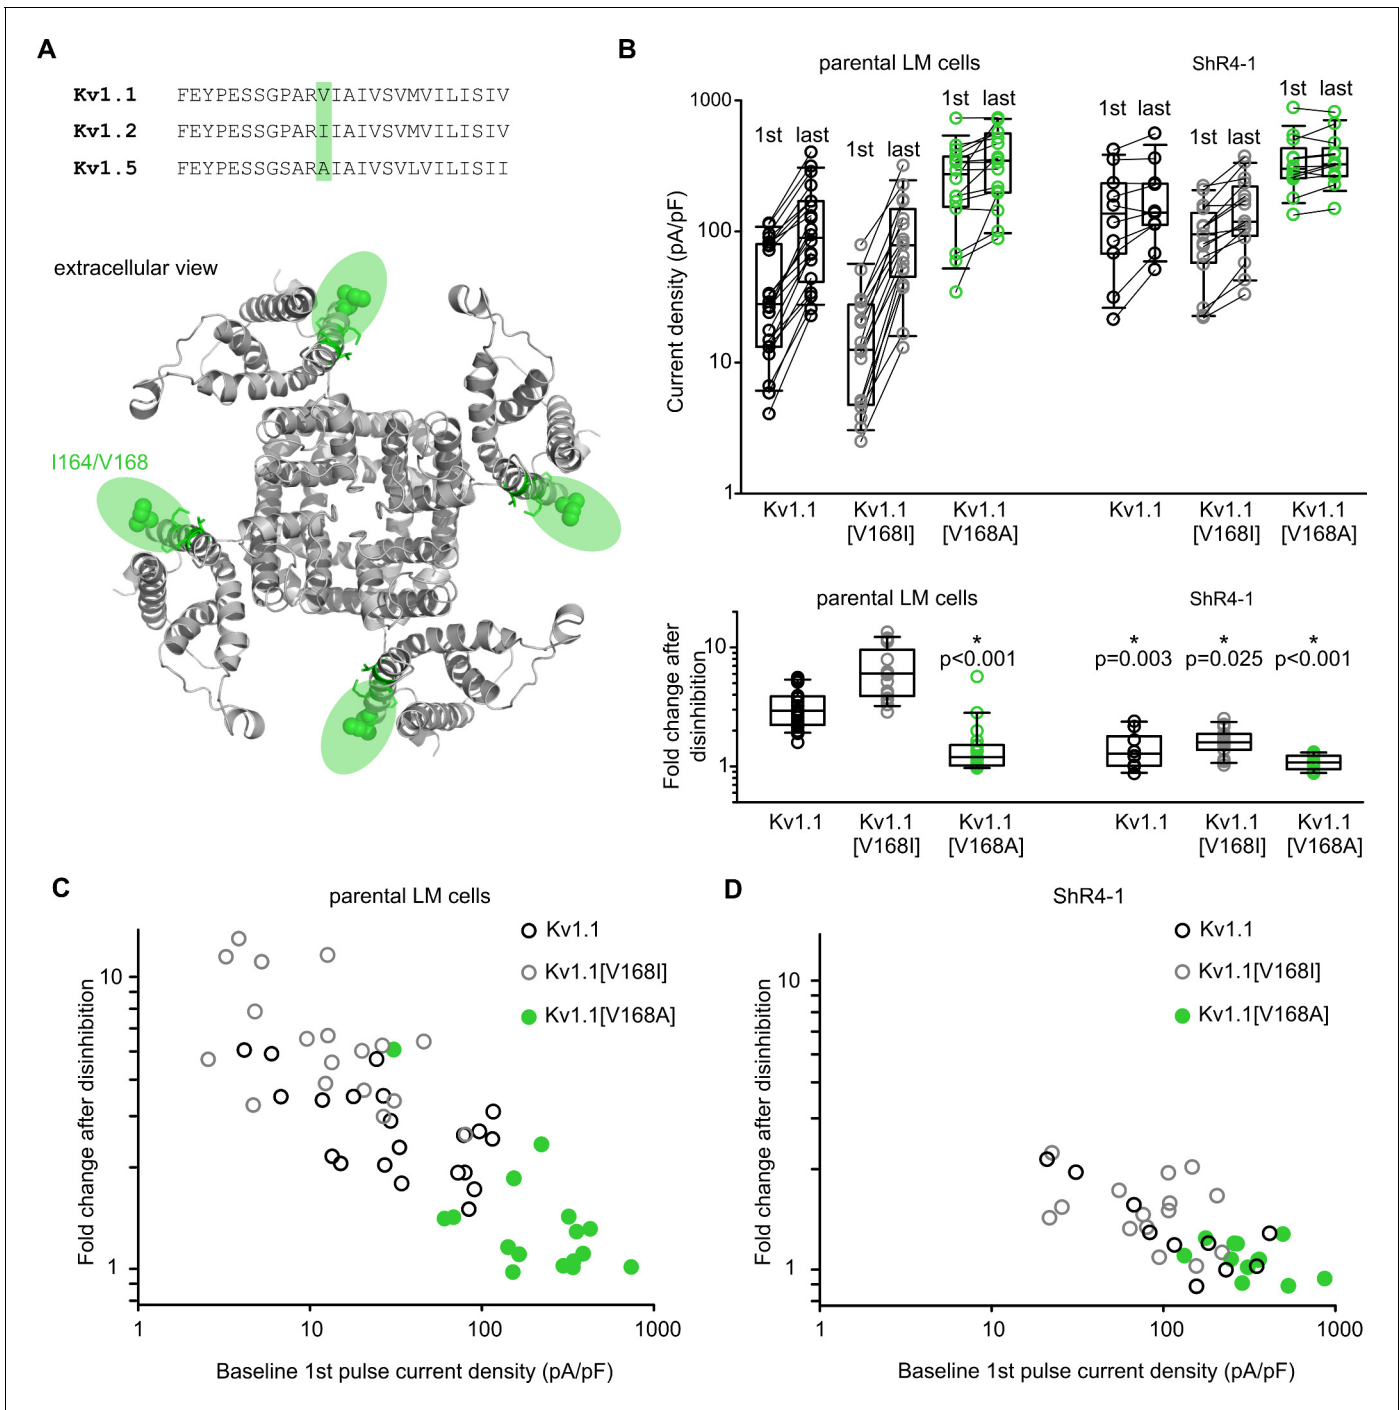 A
Kv1.1 FEYPESSGPARVIAIVSVMVILISIV
Kv1.2 FEYPESSGPARIIAIVSVMVILISIV
Kv1.5 FEYPESSGSARAIAIVSVLVILISII
extracellular view
I164/V168
B
parental LM cells
ShR4-1
1st last
1st last
1st last
1st last
1st last
1st last
Current density (pA/pF)
1000
100
10
1
Kv1.1
Kv1.1
[V168I]
Kv1.1
[V168A]
Kv1.1
Kv1.1
[V168I]
Kv1.1
[V168A]
parental LM cells
ShR4-1
Fold change after
disinhibition
10
1
*
p<0.001
*
p=0.003
*
p=0.025
*
p<0.001
Kv1.1
Kv1.1
[V168I]
Kv1.1
[V168A]
Kv1.1
Kv1.1
[V168I]
Kv1.1
[V168A]
C
parental LM cells
Kv1.1
Kv1.1[V168I]
Kv1.1[V168A]
Fold change after disinhibition
10
1
1 10 100 1000
Baseline 1st pulse current density (pA/pF)
D
ShR4-1
Kv1.1
Kv1.1[V168I]
Kv1.1[V168A]
Fold change after disinhibition
10
1
1 10 100 1000
Baseline 1st pulse current density (pA/pF)